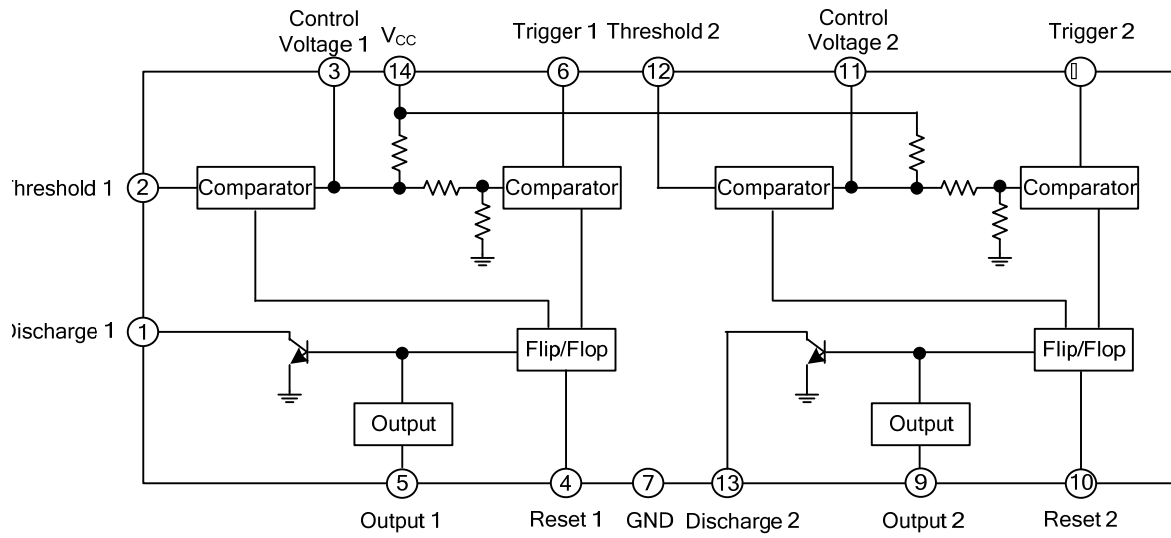 Control
Voltage 1
VCC
Trigger 1
Threshold 2
Control
Voltage 2
Trigger 2
3
14
6
12
11
hreshold 1
2
Comparator
Comparator
Comparator
Comparator
ischarge 1
1
Flip/Flop
Flip/Flop
Output
Output
5
4
7
13
9
10
Output 1
Reset 1
GND
Discharge 2
Output 2
Reset 2